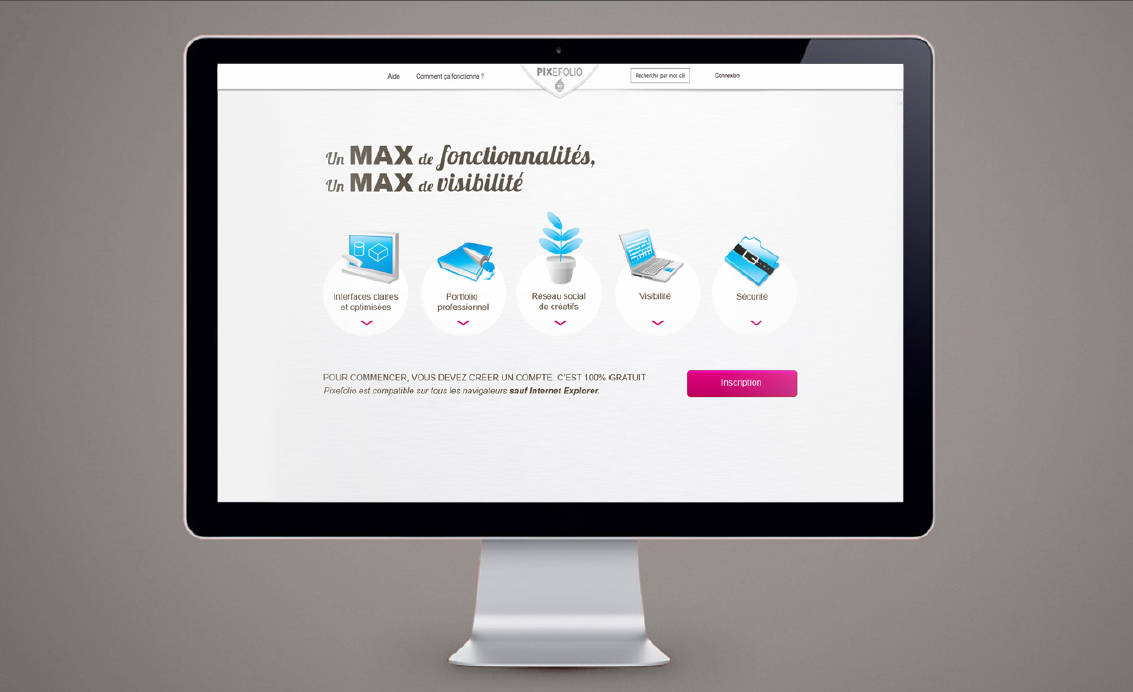 Aide
Comment ça fonctionne ?
PIXEFOLIO
Recherche par mot clé
Connexion
Un MAX de fonctionnalités,
Un MAX de visibilité
Interfaces claires
et optimisées
Portfolio
professionnel
Réseau social
de créatifs
Visibilité
Sécurité
POUR COMMENCER, VOUS DEVEZ CRÉER UN COMPTE. C'EST 100% GRATUIT
Pixefolio est compatible sur tous les navigateurs sauf Internet Explorer.
Inscription